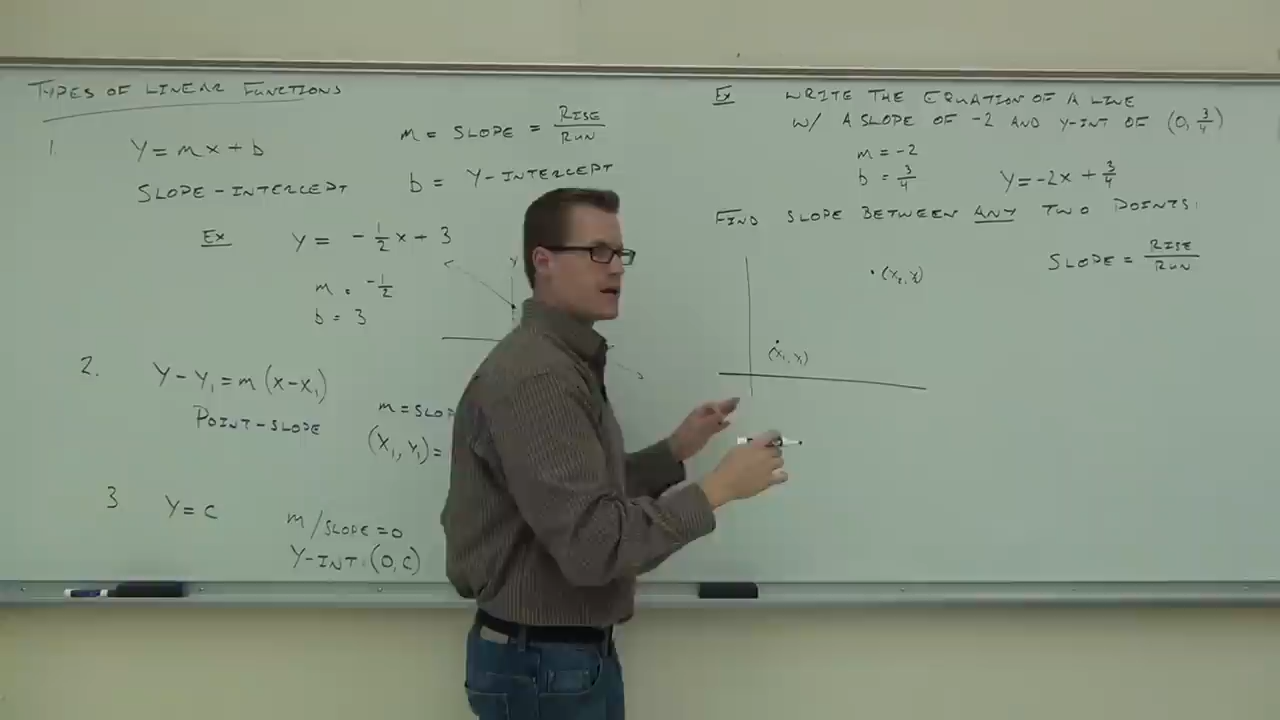 TYPES OF LINEAR FUNCTIONS
1. Y = mx + b
SLOPE-INTERCEPT
m = SLOPE = RISE/RUN
b = Y-INTERCEPT
Ex Y = -1/2 x + 3
m = -1/2
b = 3
Y
2. Y - Y₁ = m(x - x₁)
POINT-SLOPE
m = SLOP
(X₁, Y₁) =
3 Y = C
m/SLOPE = 0
Y-INT: (0, C)
Ex WRITE THE EQUATION OF A LINE
W/ A SLOPE OF -2 AND Y-INT OF (0, 3/4)
m = -2
b = 3/4
Y = -2x + 3/4
FIND SLOPE BETWEEN ANY TWO POINTS:
SLOPE = RISE/RUN
(X₂, Y₂)
(X₁, Y₁)